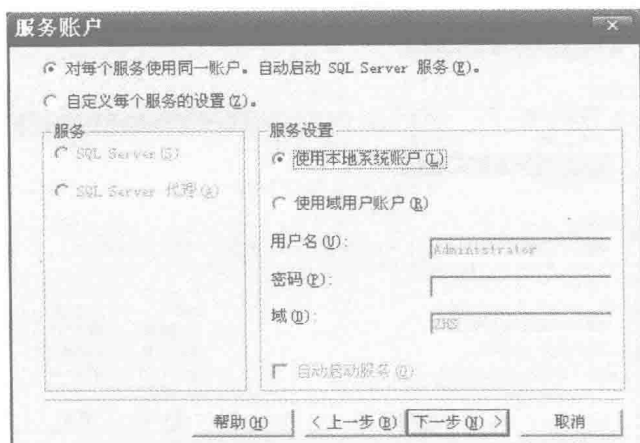 服务账户
对每个服务使用同一账户。自动启动 SQL Server 服务(E)。
自定义每个服务的设置(Z)。
服务
SQL Server(S)
SQL Server 代理(A)
服务设置
使用本地系统账户(L)
使用域用户账户(R)
用户名(U):
Administrator
密码(P):
域(D):
ZHS
自动启动服务(O)
帮助(H)
< 上一步(B)
下一步(N) >
取消